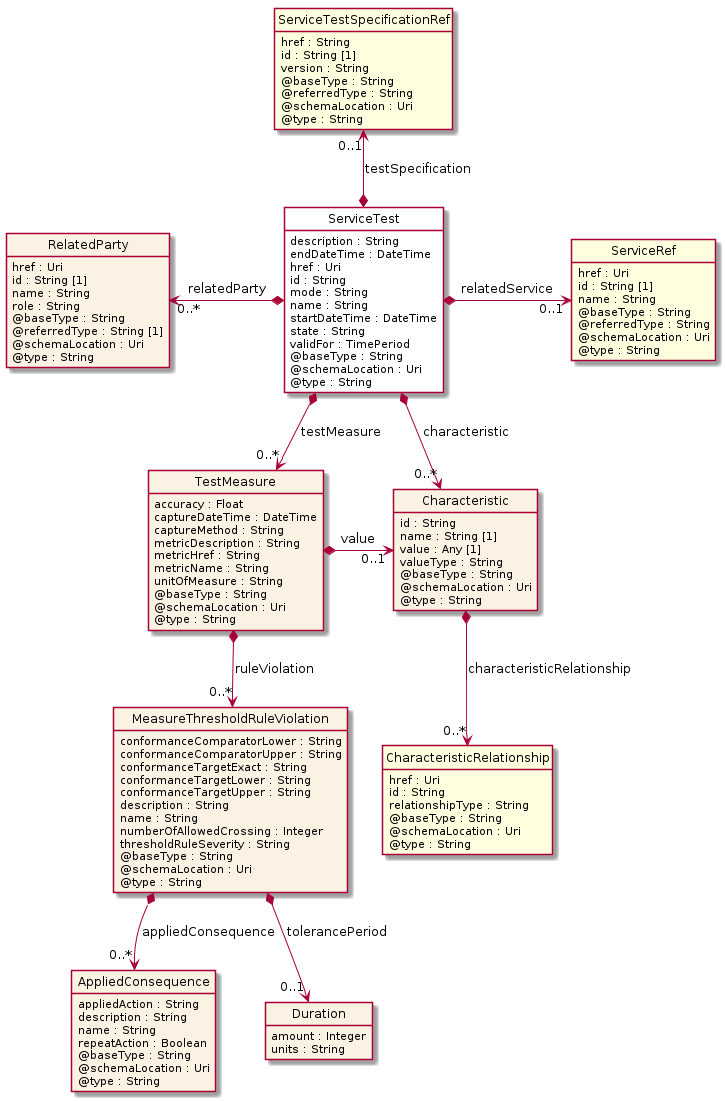 ServiceTestSpecificationRef
href : String
id : String [1]
version : String
@baseType : String
@referredType : String
@schemaLocation : Uri
@type : String
0..1
testSpecification
ServiceTest
description : String
endDateTime : DateTime
href : Uri
id : String
mode : String
name : String
startDateTime : DateTime
state : String
validFor : TimePeriod
@baseType : String
@schemaLocation : Uri
@type : String
RelatedParty
href : Uri
id : String [1]
name : String
role : String
@baseType : String
@referredType : String [1]
@schemaLocation : Uri
@type : String
relatedParty
0..*
ServiceRef
href : Uri
id : String [1]
name : String
@baseType : String
@referredType : String
@schemaLocation : Uri
@type : String
relatedService
0..1
testMeasure
0..*
characteristic
0..*
TestMeasure
accuracy : Float
captureDateTime : DateTime
captureMethod : String
metricDescription : String
metricHref : String
metricName : String
unitOfMeasure : String
@baseType : String
@schemaLocation : Uri
@type : String
value
0..1
Characteristic
id : String
name : String [1]
value : Any [1]
valueType : String
@baseType : String
@schemaLocation : Uri
@type : String
ruleViolation
0..*
characteristicRelationship
0..*
MeasureThresholdRuleViolation
conformanceComparatorLower : String
conformanceComparatorUpper : String
conformanceTargetExact : String
conformanceTargetLower : String
conformanceTargetUpper : String
description : String
name : String
numberOfAllowedCrossing : Integer
thresholdRuleSeverity : String
@baseType : String
@schemaLocation : Uri
@type : String
CharacteristicRelationship
href : Uri
id : String
relationshipType : String
@baseType : String
@schemaLocation : Uri
@type : String
appliedConsequence
0..*
tolerancePeriod
0..1
AppliedConsequence
appliedAction : String
description : String
name : String
repeatAction : Boolean
@baseType : String
@schemaLocation : Uri
@type : String
Duration
amount : Integer
units : String